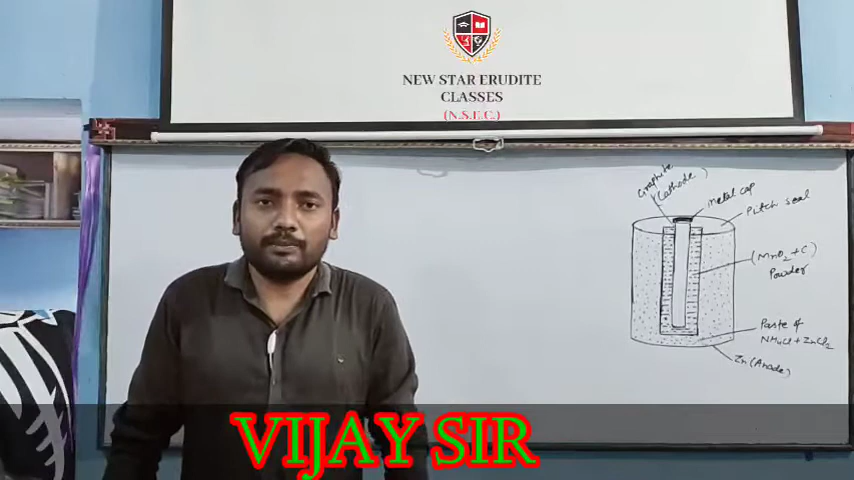 NEW STAR ERUDITE
CLASSES
(N.S.E.C.)
Graphite
(Cathode)
Metal cap
Pitch seal
(MnO2+C)
Powder
Paste of
NH4Cl+ZnCl2
Zn(Anode)
VIJAY SIR